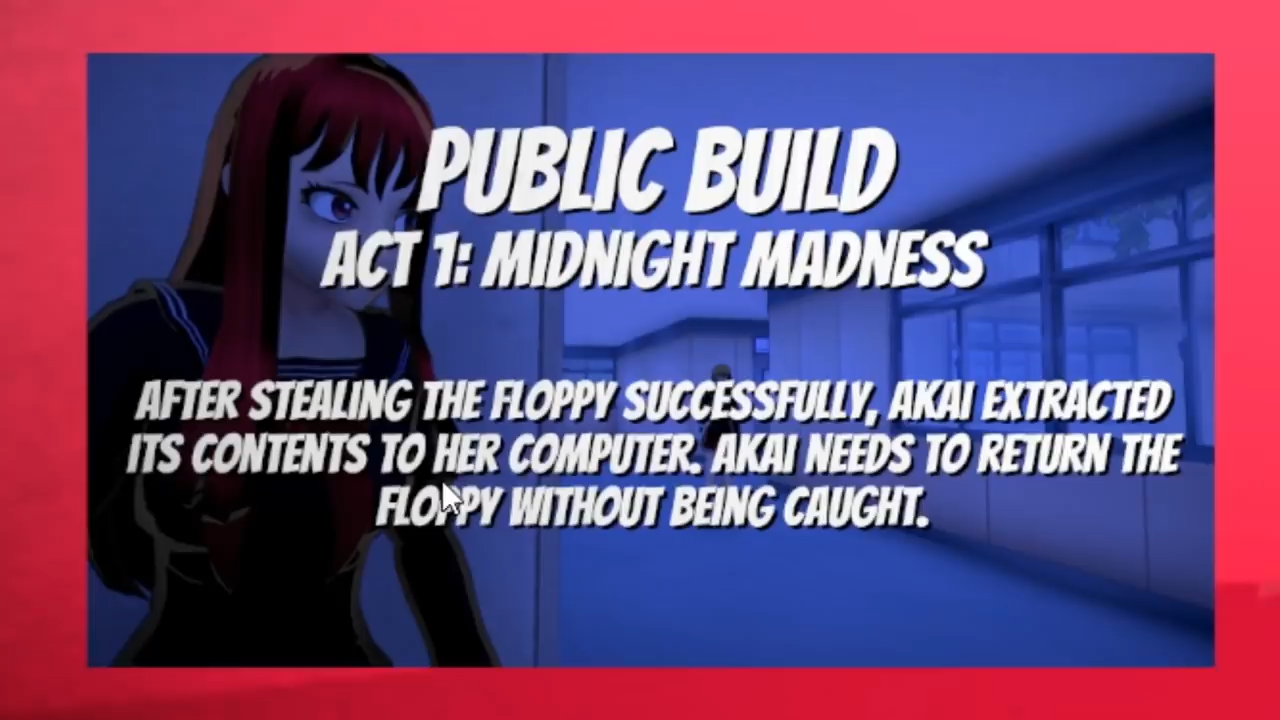 PUBLIC BUILD
ACT 1: MIDNIGHT MADNESS
AFTER STEALING THE FLOPPY SUCCESSFULLY, AKAI EXTRACTED
ITS CONTENTS TO HER COMPUTER. AKAI NEEDS TO RETURN THE
FLOPPY WITHOUT BEING CAUGHT.